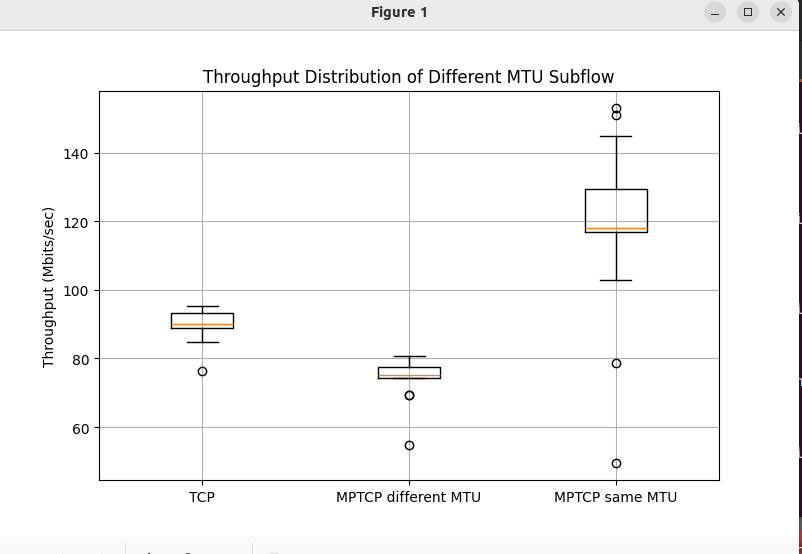 Figure 1
Throughput Distribution of Different MTU Subflow
Throughput (Mbits/sec)
140
120
100
80
60
TCP
MPTCP different MTU
MPTCP same MTU